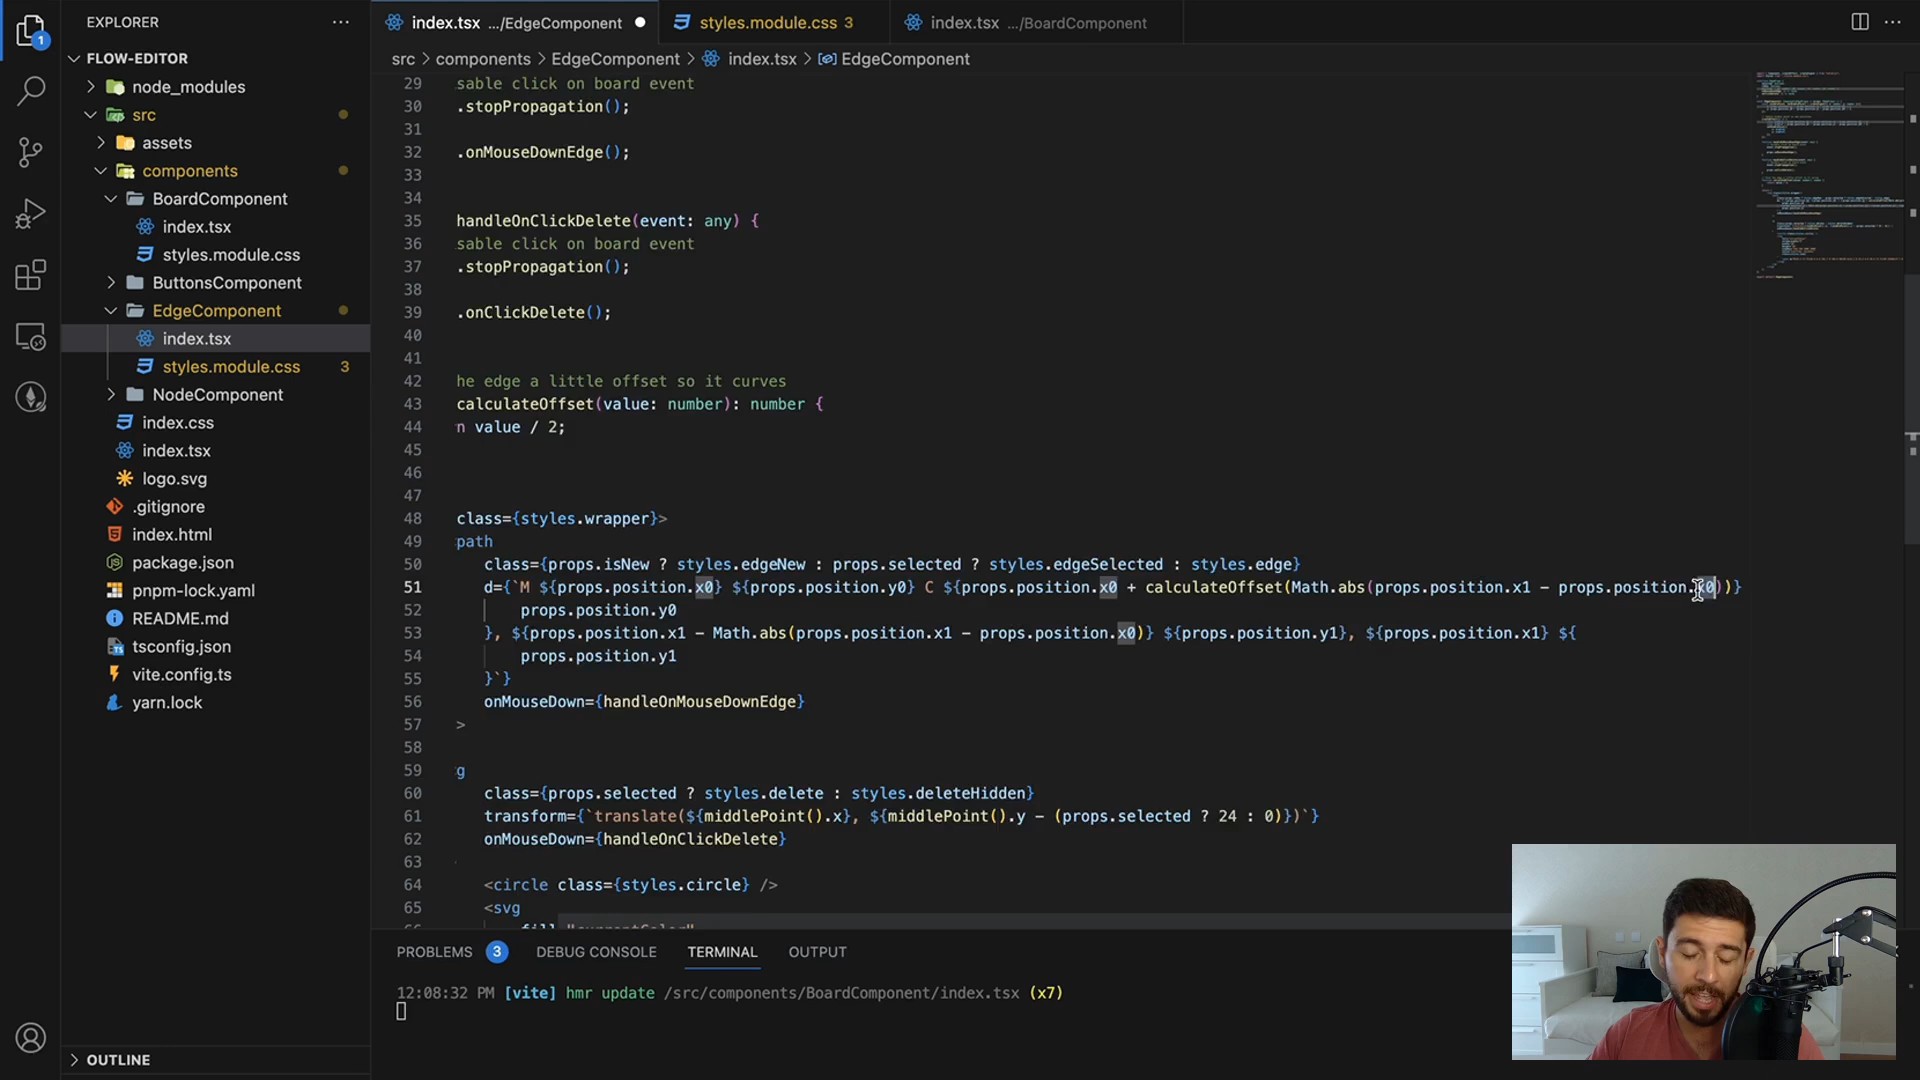 EXPLORER
1
FLOW-EDITOR
node_modules
src
assets
components
BoardComponent
index.tsx
styles.module.css
ButtonsComponent
EdgeComponent
index.tsx
styles.module.css 3
NodeComponent
index.css
index.tsx
logo.svg
.gitignore
index.html
package.json
pnpm-lock.yaml
README.md
tsconfig.json
vite.config.ts
yarn.lock
OUTLINE
index.tsx .../EdgeComponent
styles.module.css 3
index.tsx .../BoardComponent
src > components > EdgeComponent > index.tsx > EdgeComponent
29 sable click on board event
30 .stopPropagation();
31
32 .onMouseDownEdge();
33
34
35 handleOnClickDelete(event: any) {
36 sable click on board event
37 .stopPropagation();
38
39 .onClickDelete();
40
41
42 he edge a little offset so it curves
43 calculateOffset(value: number): number {
44 n value / 2;
45
46
47
48 class={styles.wrapper}>
49 path
50 class={props.isNew ? styles.edgeNew : props.selected ? styles.edgeSelected : styles.edge}
51 d={`M ${props.position.x0} ${props.position.y0} C ${props.position.x0 + calculateOffset(Math.abs(props.position.x1 - props.position.x0))}
52 props.position.y0
53 }, ${props.position.x1 - Math.abs(props.position.x1 - props.position.x0)} ${props.position.y1}, ${props.position.x1} ${
54 props.position.y1
55 }`}
56 onMouseDown={handleOnMouseDownEdge}
57 >
58
59 g
60 class={props.selected ? styles.delete : styles.deleteHidden}
61 transform={`translate(${middlePoint().x}, ${middlePoint().y - (props.selected ? 24 : 0)})`}
62 onMouseDown={handleOnClickDelete}
63
64 <circle class={styles.circle} />
65 <svg
PROBLEMS 3 DEBUG CONSOLE TERMINAL OUTPUT
12:08:32 PM [vite] hmr update /src/components/BoardComponent/index.tsx (x7)